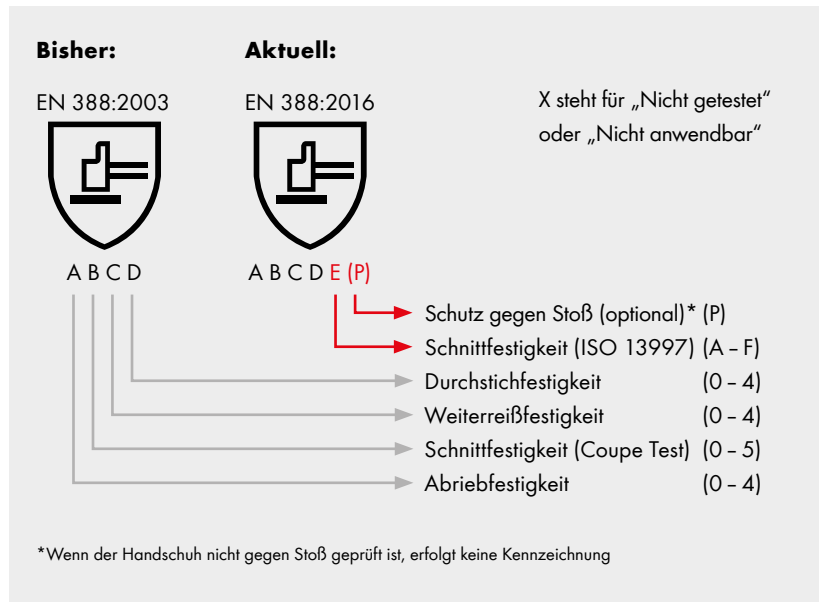 Bisher:
Aktuell:
EN 388:2003
EN 388:2016
X steht für „Nicht getestet“
oder „Nicht anwendbar“
A B C D
A B C D E (P)
Schutz gegen Stoß (optional)* (P)
Schnittfestigkeit (ISO 13997) (A – F)
Durchstichfestigkeit (0 – 4)
Weiterreißfestigkeit (0 – 4)
Schnittfestigkeit (Coupe Test) (0 – 5)
Abriebfestigkeit (0 – 4)
*Wenn der Handschuh nicht gegen Stoß geprüft ist, erfolgt keine Kennzeichnung